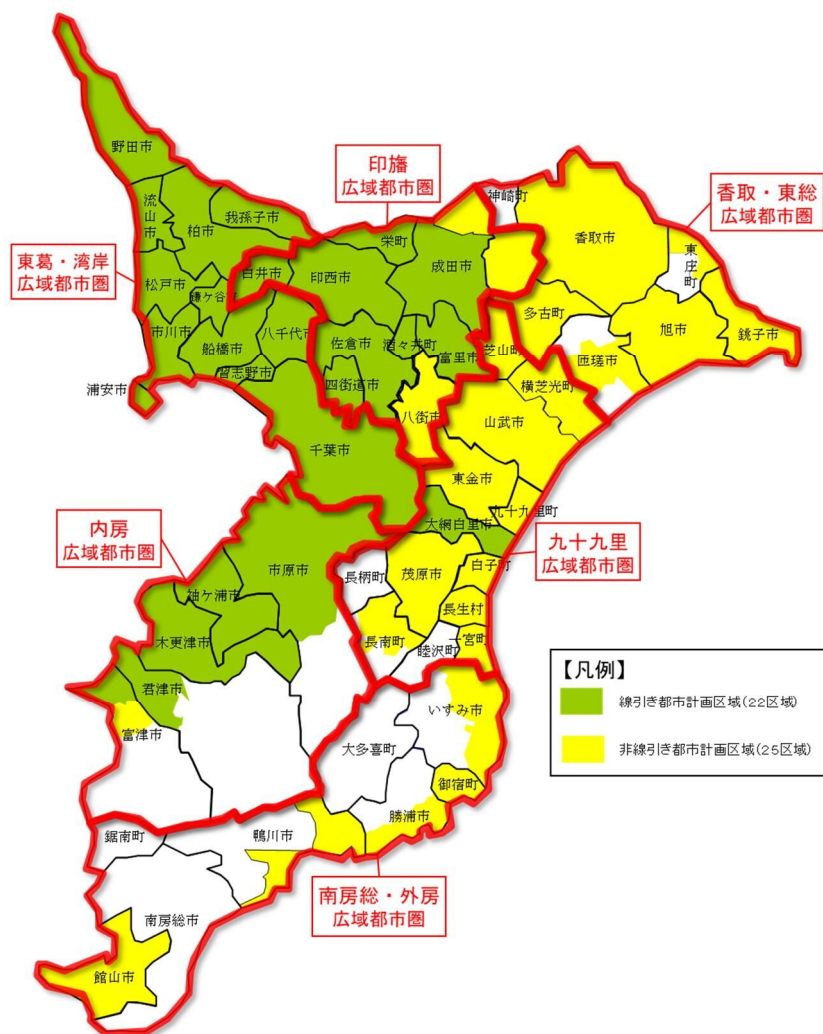 野田市
印旛
広域都市圏
神崎町
香取・東総
広域都市圏
流山市
柏市
我孫子市
栄町
成田市
香取市
東庄町
東葛・湾岸
広域都市圏
白井市
印西市
松戸市
鎌ケ谷市
多古町
旭市
銚子市
市川市
船橋市
八千代市
佐倉市
酒々井町
富里市
芝山町
匝瑳市
浦安市
習志野市
四街道市
八街市
横芝光町
山武市
千葉市
東金市
九十九里町
大網白里市
内房
広域都市圏
九十九里
広域都市圏
市原市
長柄町
茂原市
白子町
袖ケ浦市
長生村
木更津市
長南町
睦沢町
一宮町
君津市
富津市
いすみ市
大多喜町
御宿町
勝浦市
【凡例】
線引き都市計画区域(22区域)
非線引き都市計画区域(25区域)
鋸南町
鴨川市
南房総・外房
広域都市圏
南房総市
館山市